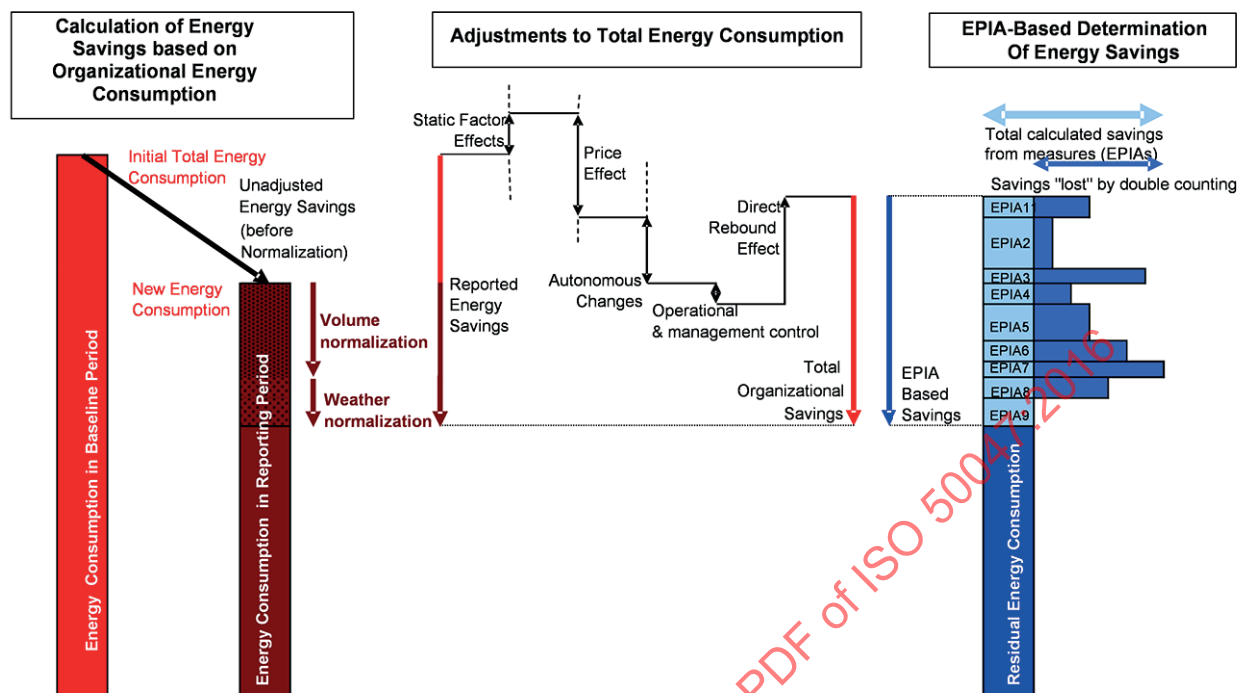 Calculation of Energy
Savings based on
Organizational Energy
Consumption
Adjustments to Total Energy Consumption
EPIA-Based Determination
Of Energy Savings
Initial Total Energy
Consumption
Unadjusted
Energy Savings
(before
Normalization)
New Energy
Consumption
Volume
normalization
Weather
normalization
Energy Consumption in Baseline Period
Energy Consumption in Reporting Period
Static Factor
Effects
Price
Effect
Reported
Energy
Savings
Autonomous
Changes
Operational
& management control
Direct
Rebound
Effect
Total
Organizational
Savings
EPIA
Based
Savings
Total calculated savings
from measures (EPIAs)
Savings "lost" by double counting
EPIA11
EPIA2
EPIA3
EPIA4
EPIA5
EPIA6
EPIA7
EPIA8
EPIA9
Residual Energy Consumption
PDF of ISO 50047:2016